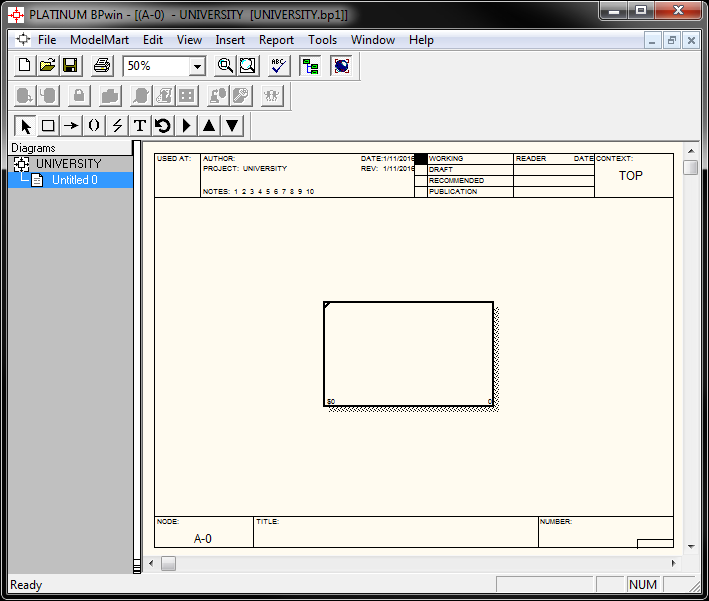 PLATINUM BPwin - [(A-0)  - UNIVERSITY  [UNIVERSITY.bp1]]
File ModelMart Edit View Insert Report Tools Window Help
50% ABC
T
Diagrams
UNIVERSITY
Untitled 0
USED AT: AUTHOR: DATE:1/11/2016 WORKING READER DATE CONTEXT:
PROJECT: UNIVERSITY REV: 1/11/2016 DRAFT TOP
RECOMMENDED
NOTES: 1 2 3 4 5 6 7 8 9 10 PUBLICATION
$0 0
NODE: TITLE: NUMBER:
A-0
Ready NUM